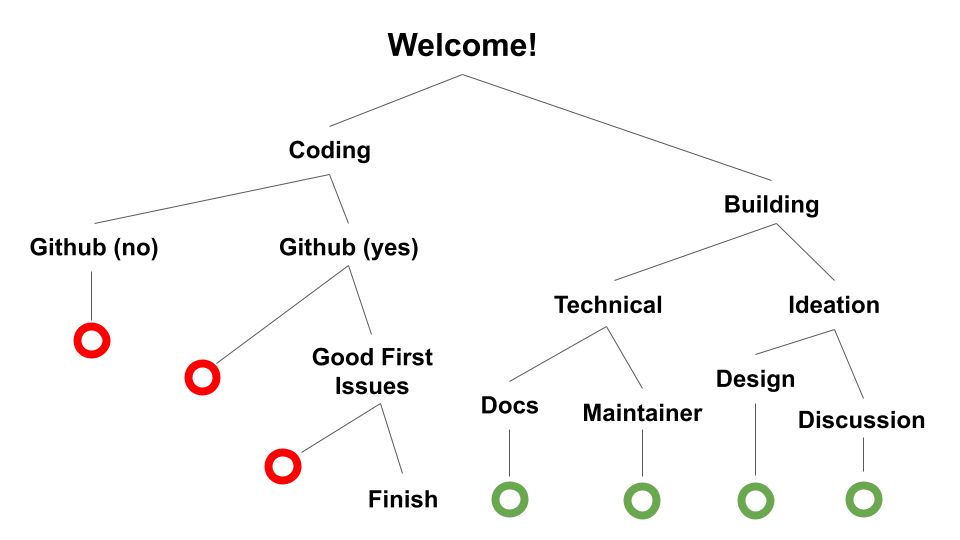 Welcome!
Coding
Building
Github (no)
Github (yes)
Technical
Ideation
Good First
Issues
Design
Docs
Maintainer
Discussion
Finish